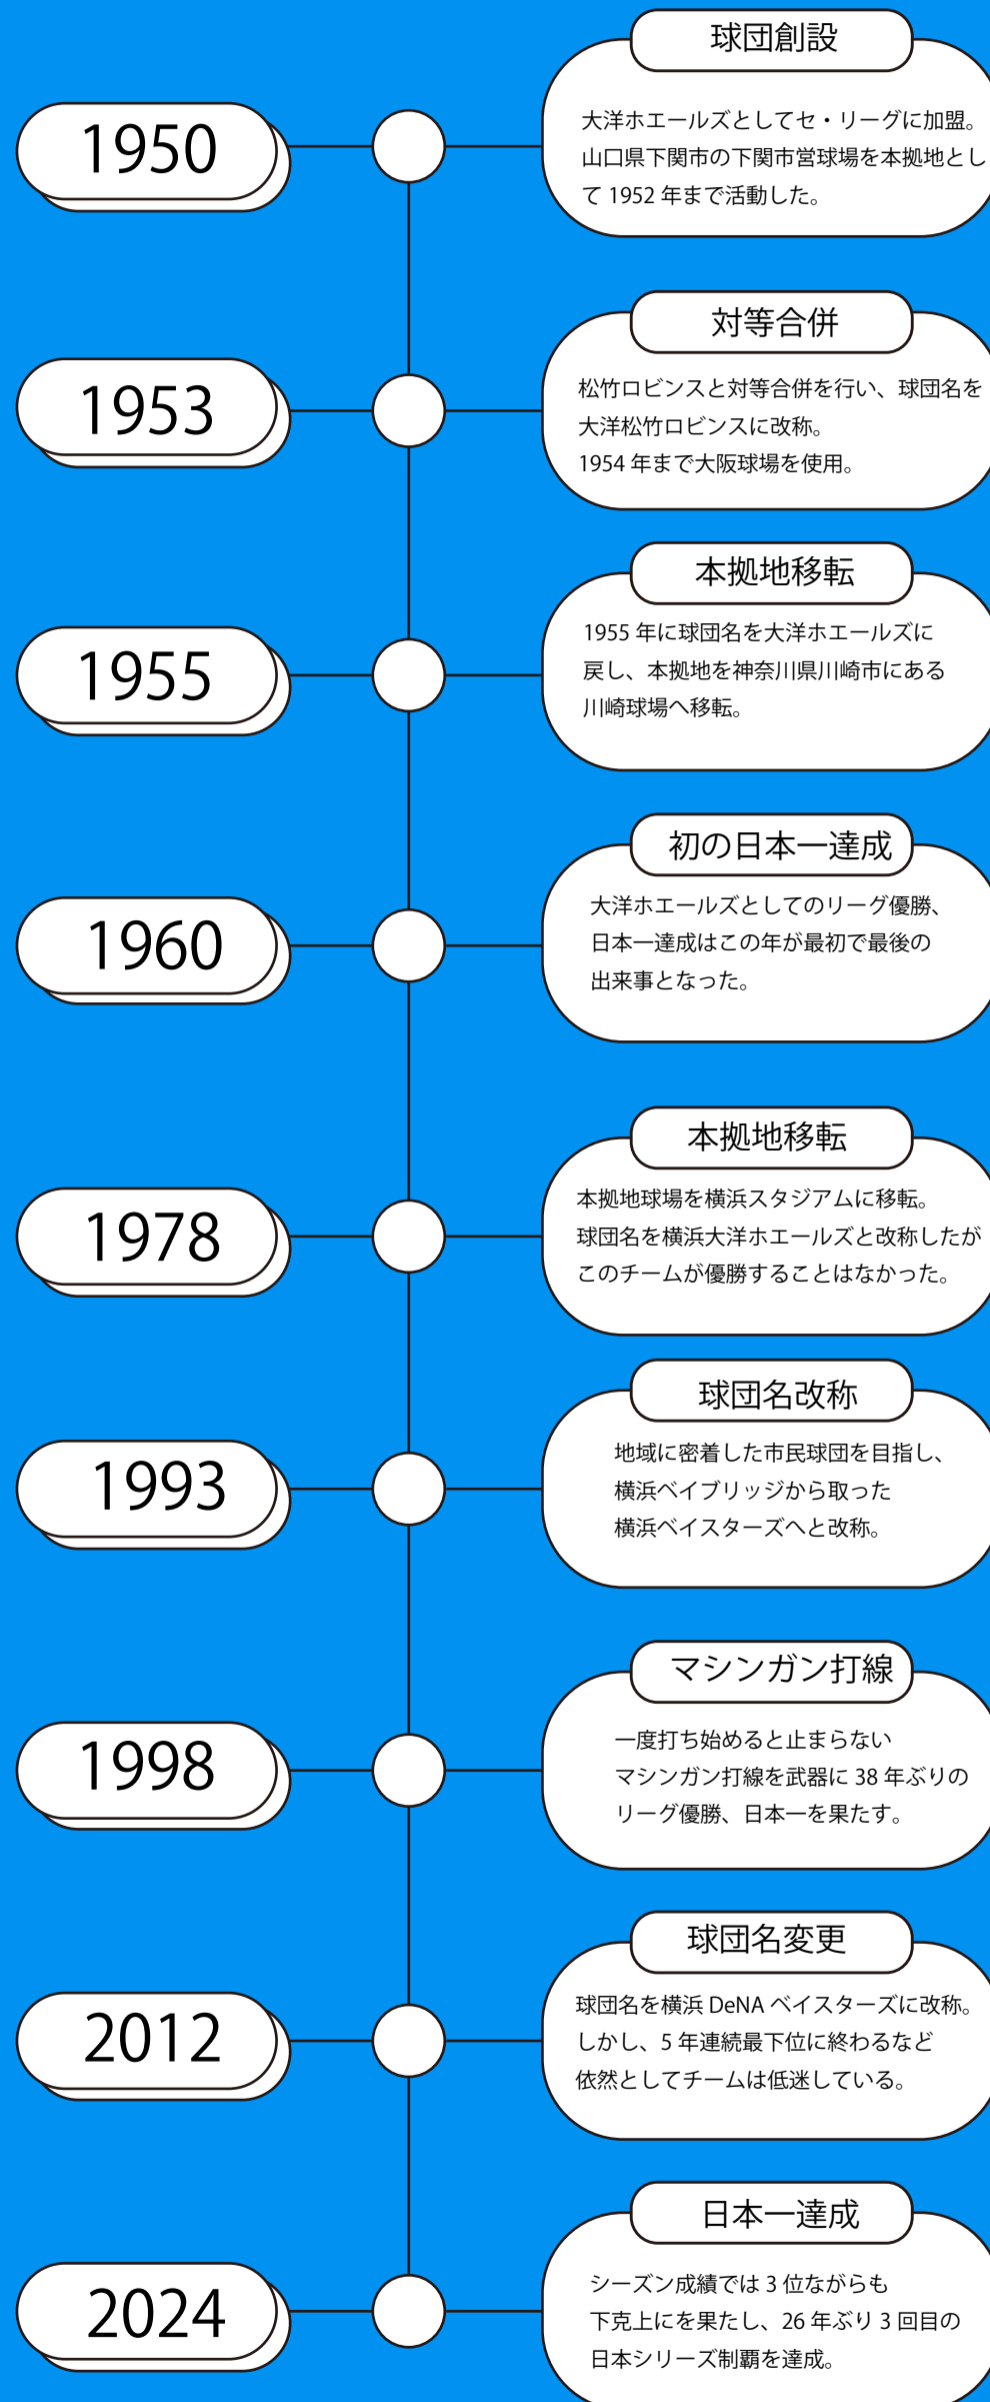 球団創設
1950
大洋ホエールズとしてセ・リーグに加盟。
山口県下関市の下関市営球場を本拠地とし
て 1952 年まで活動した。
対等合併
1953
松竹ロビンスと対等合併を行い、球団名を
大洋松竹ロビンスに改称。
1954 年まで大阪球場を使用。
本拠地移転
1955
1955 年に球団名を大洋ホエールズに
戻し、本拠地を神奈川県川崎市にある
川崎球場へ移転。
初の日本一達成
1960
大洋ホエールズとしてのリーグ優勝、
日本一達成はこの年が最初で最後の
出来事となった。
本拠地移転
1978
本拠地球場を横浜スタジアムに移転。
球団名を横浜大洋ホエールズと改称したが
このチームが優勝することはなかった。
球団名改称
1993
地域に密着した市民球団を目指し、
横浜ベイブリッジから取った
横浜ベイスターズへと改称。
マシンガン打線
1998
一度打ち始めると止まらない
マシンガン打線を武器に 38 年ぶりの
リーグ優勝、日本一を果たす。
球団名変更
2012
球団名を横浜 DeNA ベイスターズに改称。
しかし、5 年連続最下位に終わるなど
依然としてチームは低迷している。
日本一達成
2024
シーズン成績では 3 位ながらも
下克上にを果たし、26 年ぶり 3 回目の
日本シリーズ制覇を達成。